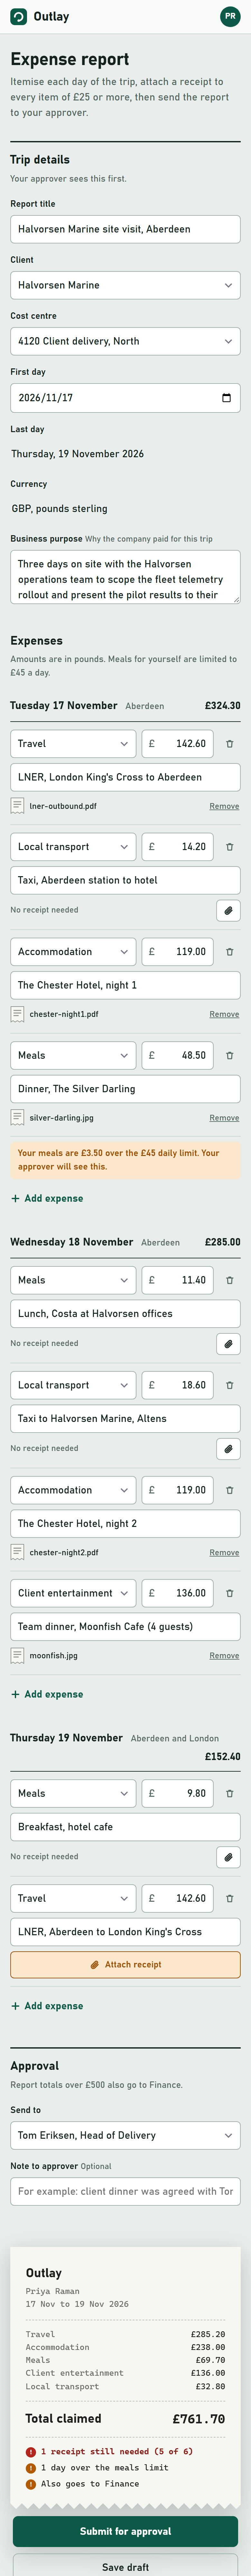 Outlay
PR
Expense report
Itemise each day of the trip, attach a receipt to
every item of £25 or more, then send the report
to your approver.
Trip details
Your approver sees this first.
Report title
Halvorsen Marine site visit, Aberdeen
Client
Halvorsen Marine
Cost centre
4120 Client delivery, North
First day
2026/11/17
Last day
Thursday, 19 November 2026
Currency
GBP, pounds sterling
Business purpose Why the company paid for this trip
Three days on site with the Halvorsen
operations team to scope the fleet telemetry
rollout and present the pilot results to their
Expenses
Amounts are in pounds. Meals for yourself are limited to
£45 a day.
Tuesday 17 November Aberdeen £324.30
Travel £ 142.60
LNER, London King's Cross to Aberdeen
lner-outbound.pdf Remove
Local transport £ 14.20
Taxi, Aberdeen station to hotel
No receipt needed
Accommodation £ 119.00
The Chester Hotel, night 1
chester-night1.pdf Remove
Meals £ 48.50
Dinner, The Silver Darling
silver-darling.jpg Remove
Your meals are £3.50 over the £45 daily limit. Your
approver will see this.
+ Add expense
Wednesday 18 November Aberdeen £285.00
Meals £ 11.40
Lunch, Costa at Halvorsen offices
No receipt needed
Local transport £ 18.60
Taxi to Halvorsen Marine, Altens
No receipt needed
Accommodation £ 119.00
The Chester Hotel, night 2
chester-night2.pdf Remove
Client entertainment £ 136.00
Team dinner, Moonfish Cafe (4 guests)
moonfish.jpg Remove
+ Add expense
Thursday 19 November Aberdeen and London
£152.40
Meals £ 9.80
Breakfast, hotel cafe
No receipt needed
Travel £ 142.60
LNER, Aberdeen to London King's Cross
Attach receipt
+ Add expense
Approval
Report totals over £500 also go to Finance.
Send to
Tom Eriksen, Head of Delivery
Note to approver Optional
For example: client dinner was agreed with Tor
Outlay
Priya Raman
17 Nov to 19 Nov 2026
Travel £285.20
Accommodation £238.00
Meals £69.70
Client entertainment £136.00
Local transport £32.80
Total claimed £761.70
! 1 receipt still needed (5 of 6)
! 1 day over the meals limit
! Also goes to Finance
Submit for approval
Save draft